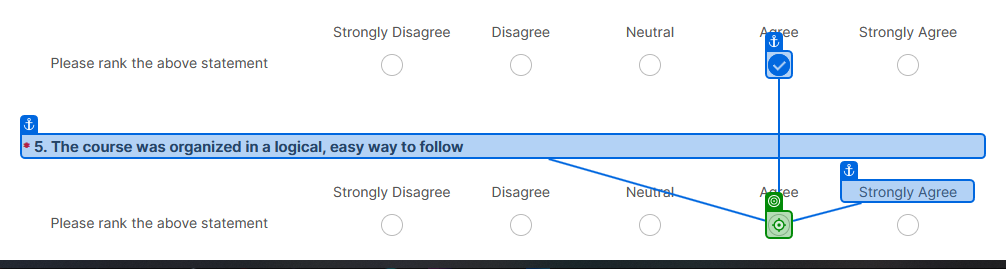 Strongly Disagree Disagree Neutral Agree Strongly Agree
Please rank the above statement
* 5. The course was organized in a logical, easy way to follow
Strongly Disagree Disagree Neutral Agree Strongly Agree
Please rank the above statement